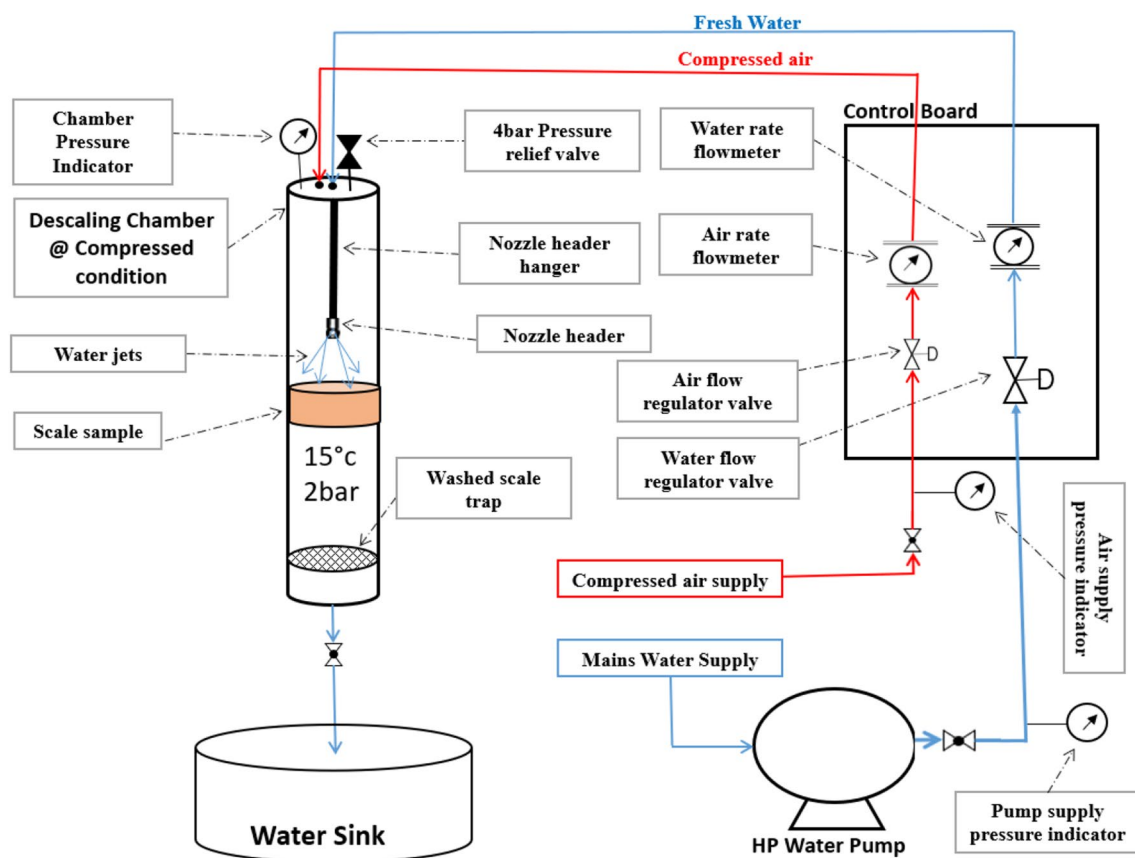 Fresh Water
Compressed air
Chamber
Pressure
Indicator
4bar Pressure
relief valve
Water rate
flowmeter
Control Board
Descaling Chamber
@ Compressed
condition
Nozzle header
hanger
Air rate
flowmeter
Water jets
Nozzle header
D
Air flow
regulator valve
D
Scale sample
15°c
2bar
Water flow
regulator valve
Washed scale
trap
Air supply
pressure indicator
Compressed air supply
Mains Water Supply
Water Sink
HP Water Pump
Pump supply
pressure indicator